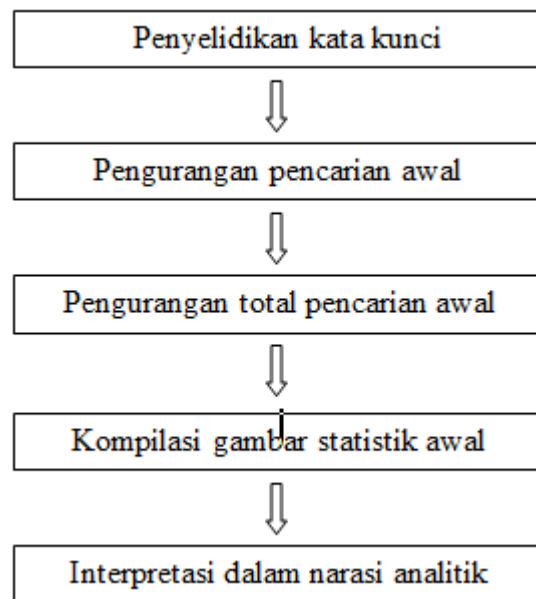 Penyelidikan kata kunci
Pengurangan pencarian awal
Pengurangan total pencarian awal
Kompilasi gambar statistik awal
Interpretasi dalam narasi analitik